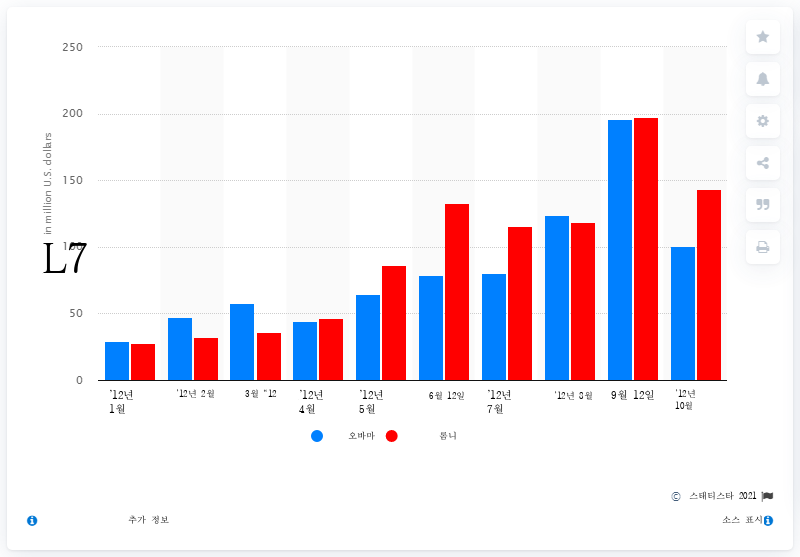 250
200
150
100
50
0
in million U.S. dollars
L7
'12년 1월
'12년 2월
3월 "12
'12년 4월
'12년 5월
6월 12일
'12년 7월
'12년 8월
9월 12일
'12년 10월
오바마
롬니
© 스태티스타 2021
추가 정보
소스 표시